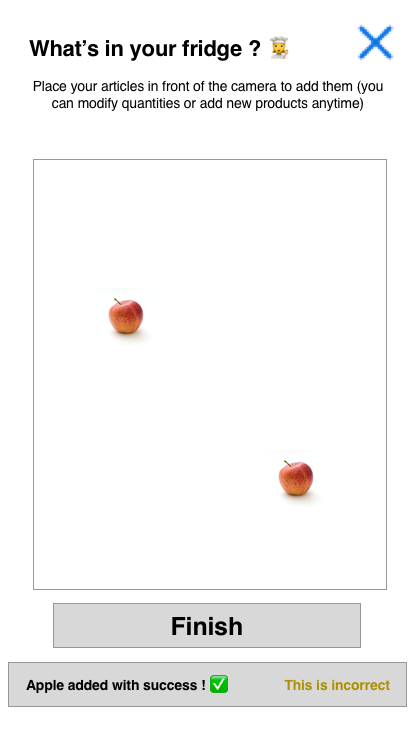 What’s in your fridge ? 👩‍🍳
Place your articles in front of the camera to add them (you
can modify quantities or add new products anytime)
Finish
Apple added with success ! ✅ This is incorrect